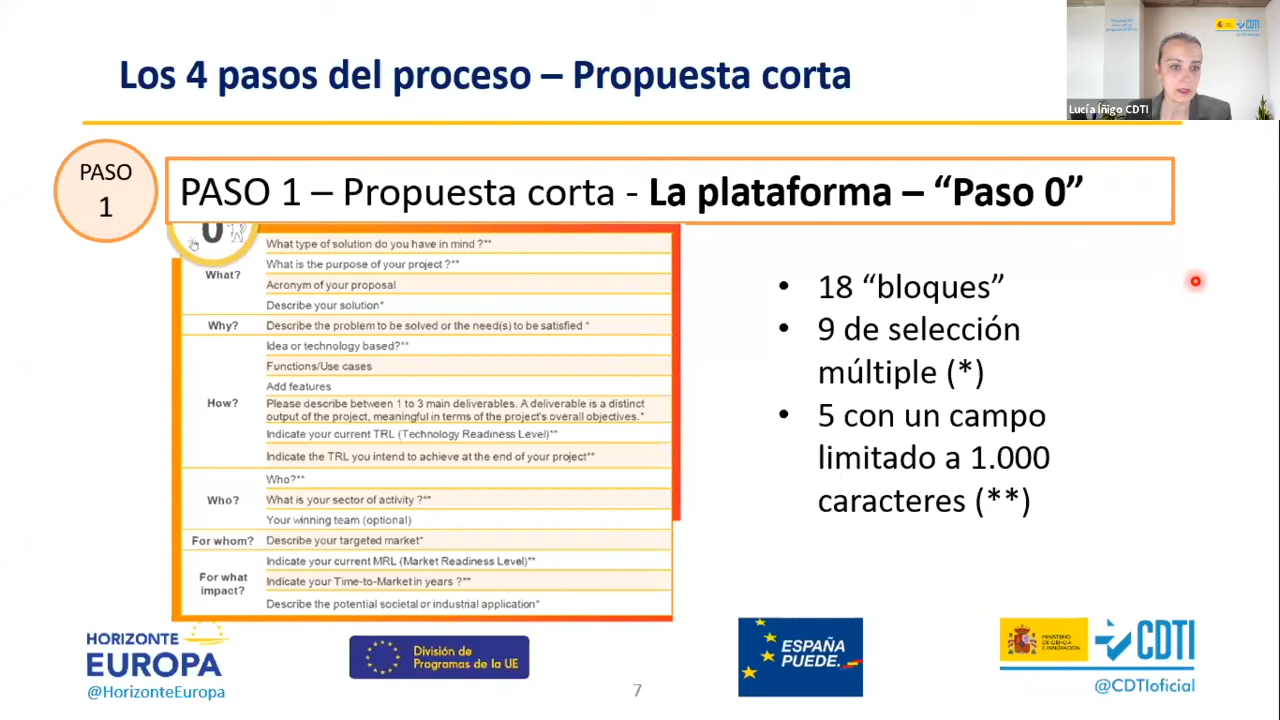 Los 4 pasos del proceso – Propuesta corta
Lucía Íñigo CDTI
PASO
1
PASO 1 – Propuesta corta - La plataforma – “Paso 0”
0
What?
What type of solution do you have in mind ?**
What is the purpose of your project ?**
Acronym of your proposal
Describe your solution*
Why?
Describe the problem to be solved or the need(s) to be satisfied *
How?
Idea or technology based?**
Functions/Use cases
Add features
Please describe between 1 to 3 main deliverables. A deliverable is a distinct
output of the project, meaningful in terms of the project's overall objectives.*
Indicate your current TRL (Technology Readiness Level)**
Indicate the TRL you intend to achieve at the end of your project**
Who?
Who?**
What is your sector of activity ?**
Your winning team (optional)
For whom?
Describe your targeted market*
For what
impact?
Indicate your current MRL (Market Readiness Level)**
Indicate your Time-to-Market in years ?**
Describe the potential societal or industrial application*
• 18 “bloques”
• 9 de selección
múltiple (*)
• 5 con un campo
limitado a 1.000
caracteres (**)
HORIZONTE
EUROPA
@HorizonteEuropa
División de
Programas de la UE
7
ESPAÑA
PUEDE.
MINISTERIO
DE CIENCIA
E INNOVACIÓN
CDTI
@CDTIoficial